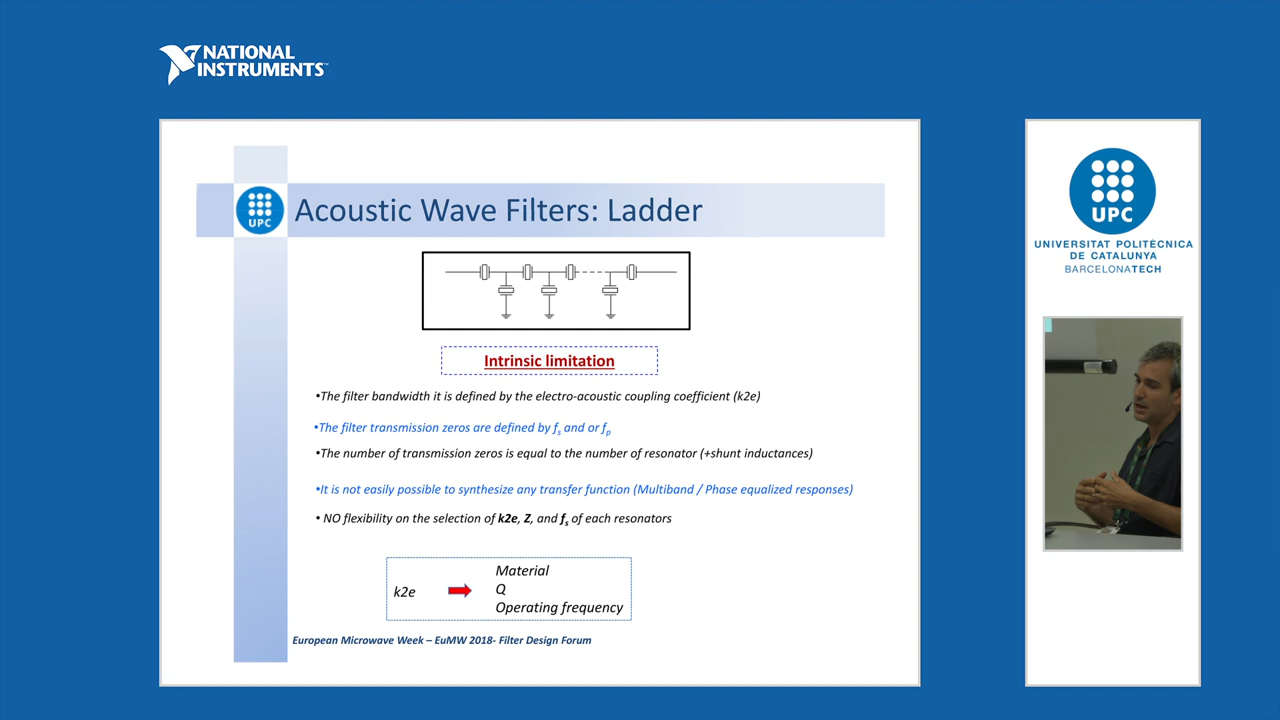 NATIONAL
INSTRUMENTS™
UPC
Acoustic Wave Filters: Ladder
Intrinsic limitation
•The filter bandwidth it is defined by the electro-acoustic coupling coefficient (k2e)
•The filter transmission zeros are defined by fs and or fp
•The number of transmission zeros is equal to the number of resonator (+shunt inductances)
•It is not easily possible to synthesize any transfer function (Multiband / Phase equalized responses)
• NO flexibility on the selection of k2e, Z, and fs of each resonators
k2e
Material
Q
Operating frequency
European Microwave Week – EuMW 2018- Filter Design Forum
UPC
UNIVERSITAT POLITÈCNICA
DE CATALUNYA
BARCELONATECH